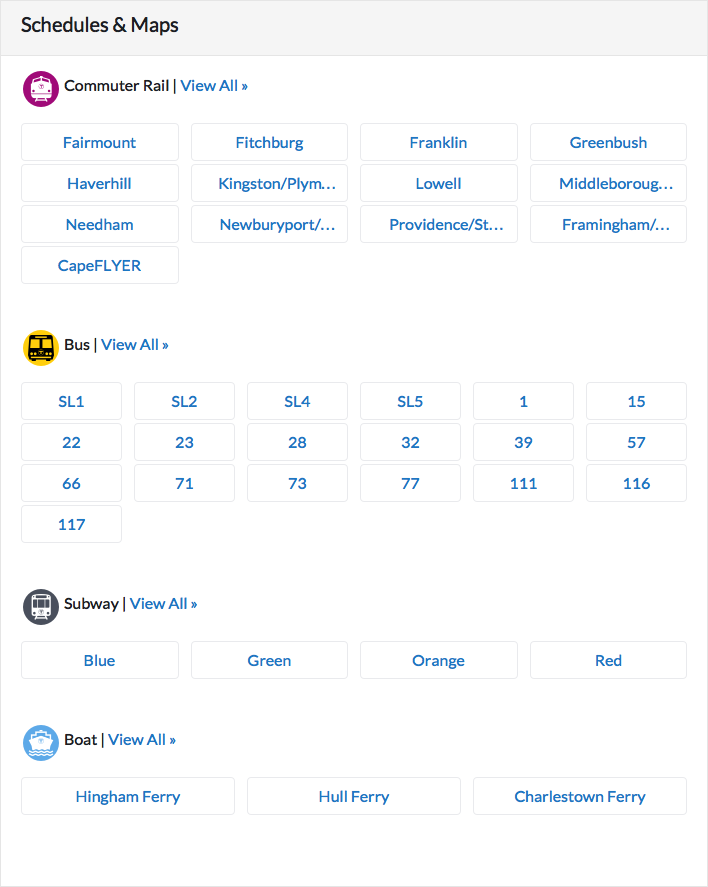 Schedules & Maps
Commuter Rail | View All »
Fairmount Fitchburg Franklin Greenbush
Haverhill Kingston/Plym... Lowell Middleboroug...
Needham Newburyport/... Providence/St... Framingham/...
CapeFLYER
Bus | View All »
SL1 SL2 SL4 SL5 1 15
22 23 28 32 39 57
66 71 73 77 111 116
117
Subway | View All »
Blue Green Orange Red
Boat | View All »
Hingham Ferry Hull Ferry Charlestown Ferry